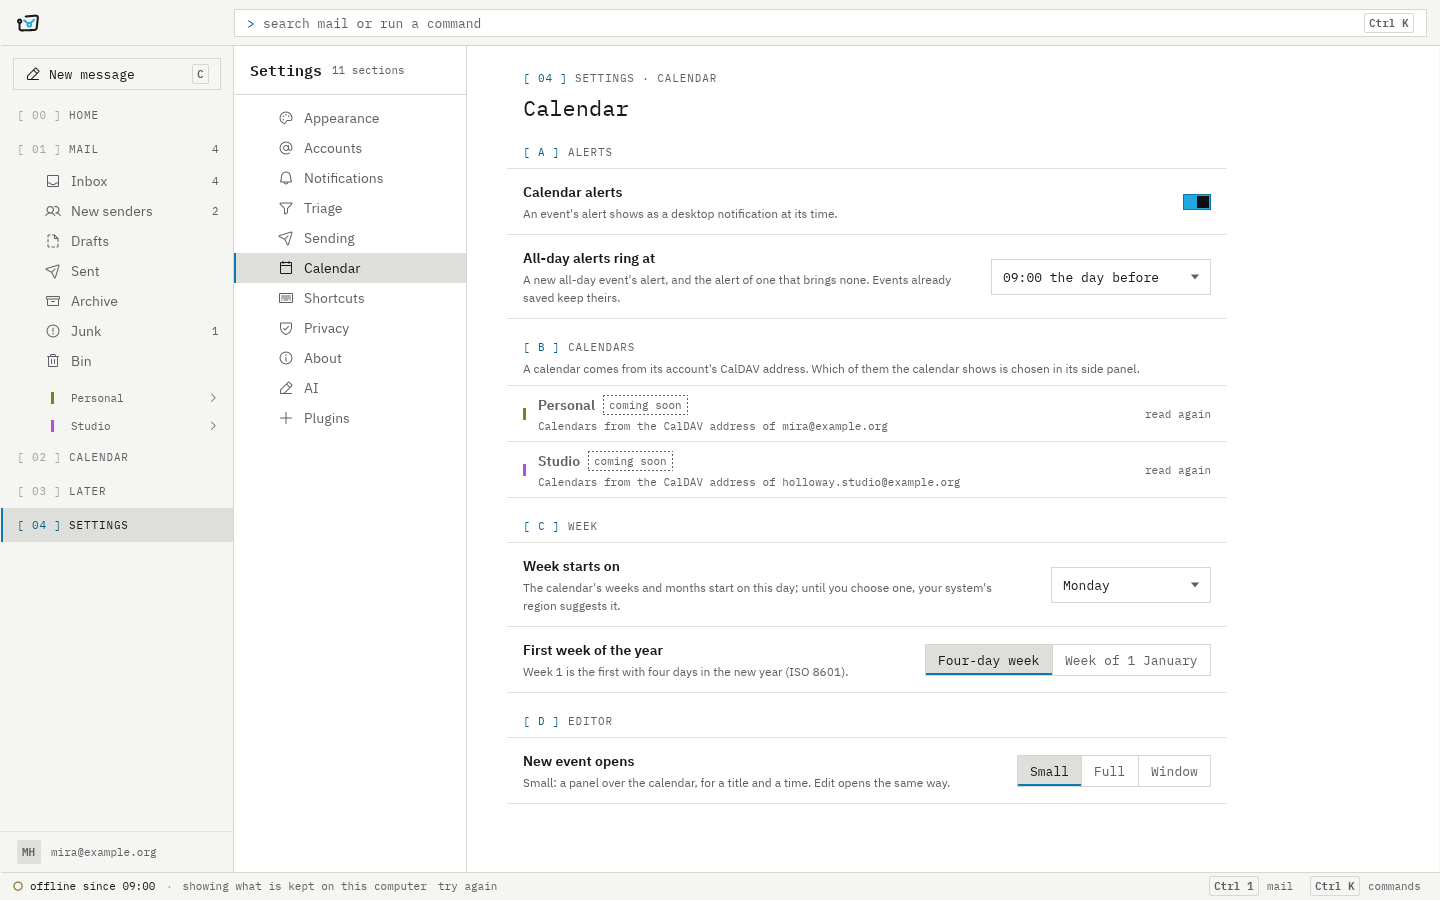 > search mail or run a command Ctrl K
New message C
[ 00 ] HOME
[ 01 ] MAIL 4
Inbox 4
New senders 2
Drafts
Sent
Archive
Junk 1
Bin
Personal
Studio
[ 02 ] CALENDAR
[ 03 ] LATER
[ 04 ] SETTINGS
MH mira@example.org
Settings 11 sections
Appearance
Accounts
Notifications
Triage
Sending
Calendar
Shortcuts
Privacy
About
AI
Plugins
[ 04 ] SETTINGS · CALENDAR
Calendar
[ A ] ALERTS
Calendar alerts
An event's alert shows as a desktop notification at its time.
All-day alerts ring at
A new all-day event's alert, and the alert of one that brings none. Events already
saved keep theirs.
09:00 the day before
[ B ] CALENDARS
A calendar comes from its account's CalDAV address. Which of them the calendar shows is chosen in its side panel.
Personal coming soon
Calendars from the CalDAV address of mira@example.org
read again
Studio coming soon
Calendars from the CalDAV address of holloway.studio@example.org
read again
[ C ] WEEK
Week starts on
The calendar's weeks and months start on this day; until you choose one, your system's
region suggests it.
Monday
First week of the year
Week 1 is the first with four days in the new year (ISO 8601).
Four-day week Week of 1 January
[ D ] EDITOR
New event opens
Small: a panel over the calendar, for a title and a time. Edit opens the same way.
Small Full Window
offline since 09:00 · showing what is kept on this computer try again
Ctrl 1 mail Ctrl K commands